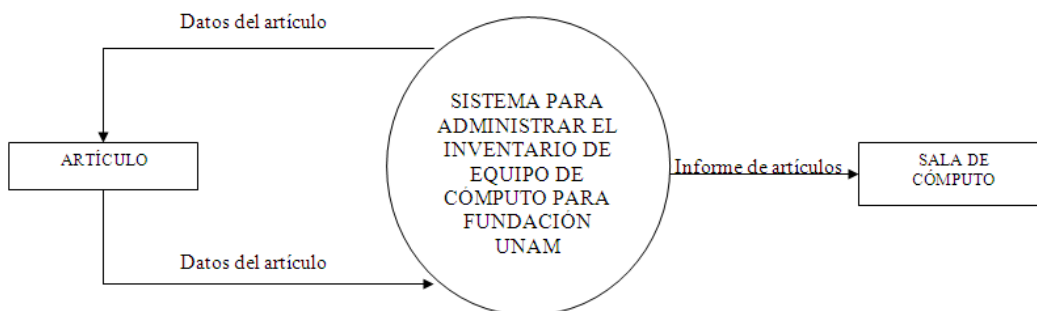 Datos del artículo
ARTÍCULO
Datos del artículo
SISTEMA PARA
ADMINISTRAR EL
INVENTARIO DE
EQUIPO DE
CÓMPUTO PARA
FUNDACIÓN
UNAM
Informe de artículos
SALA DE
CÓMPUTO